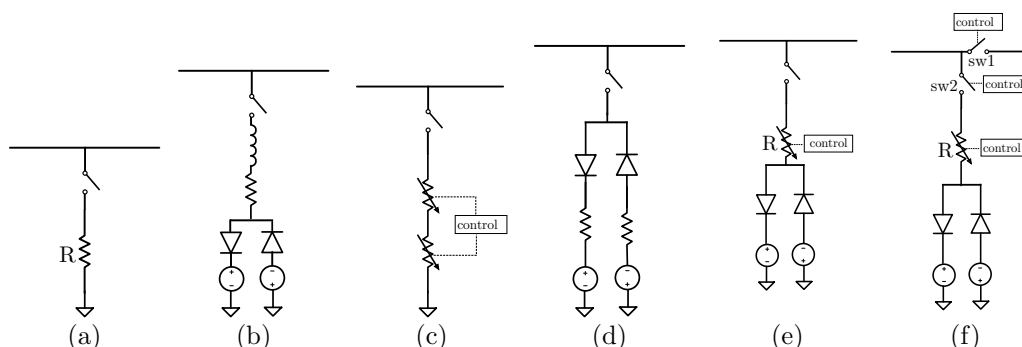 control
sw1
sw2
control
R
control
R
control
R
control
R
+
-
-
+
+
-
-
+
+
-
-
+
+
-
-
+
(a)
(b)
(c)
(d)
(e)
(f)